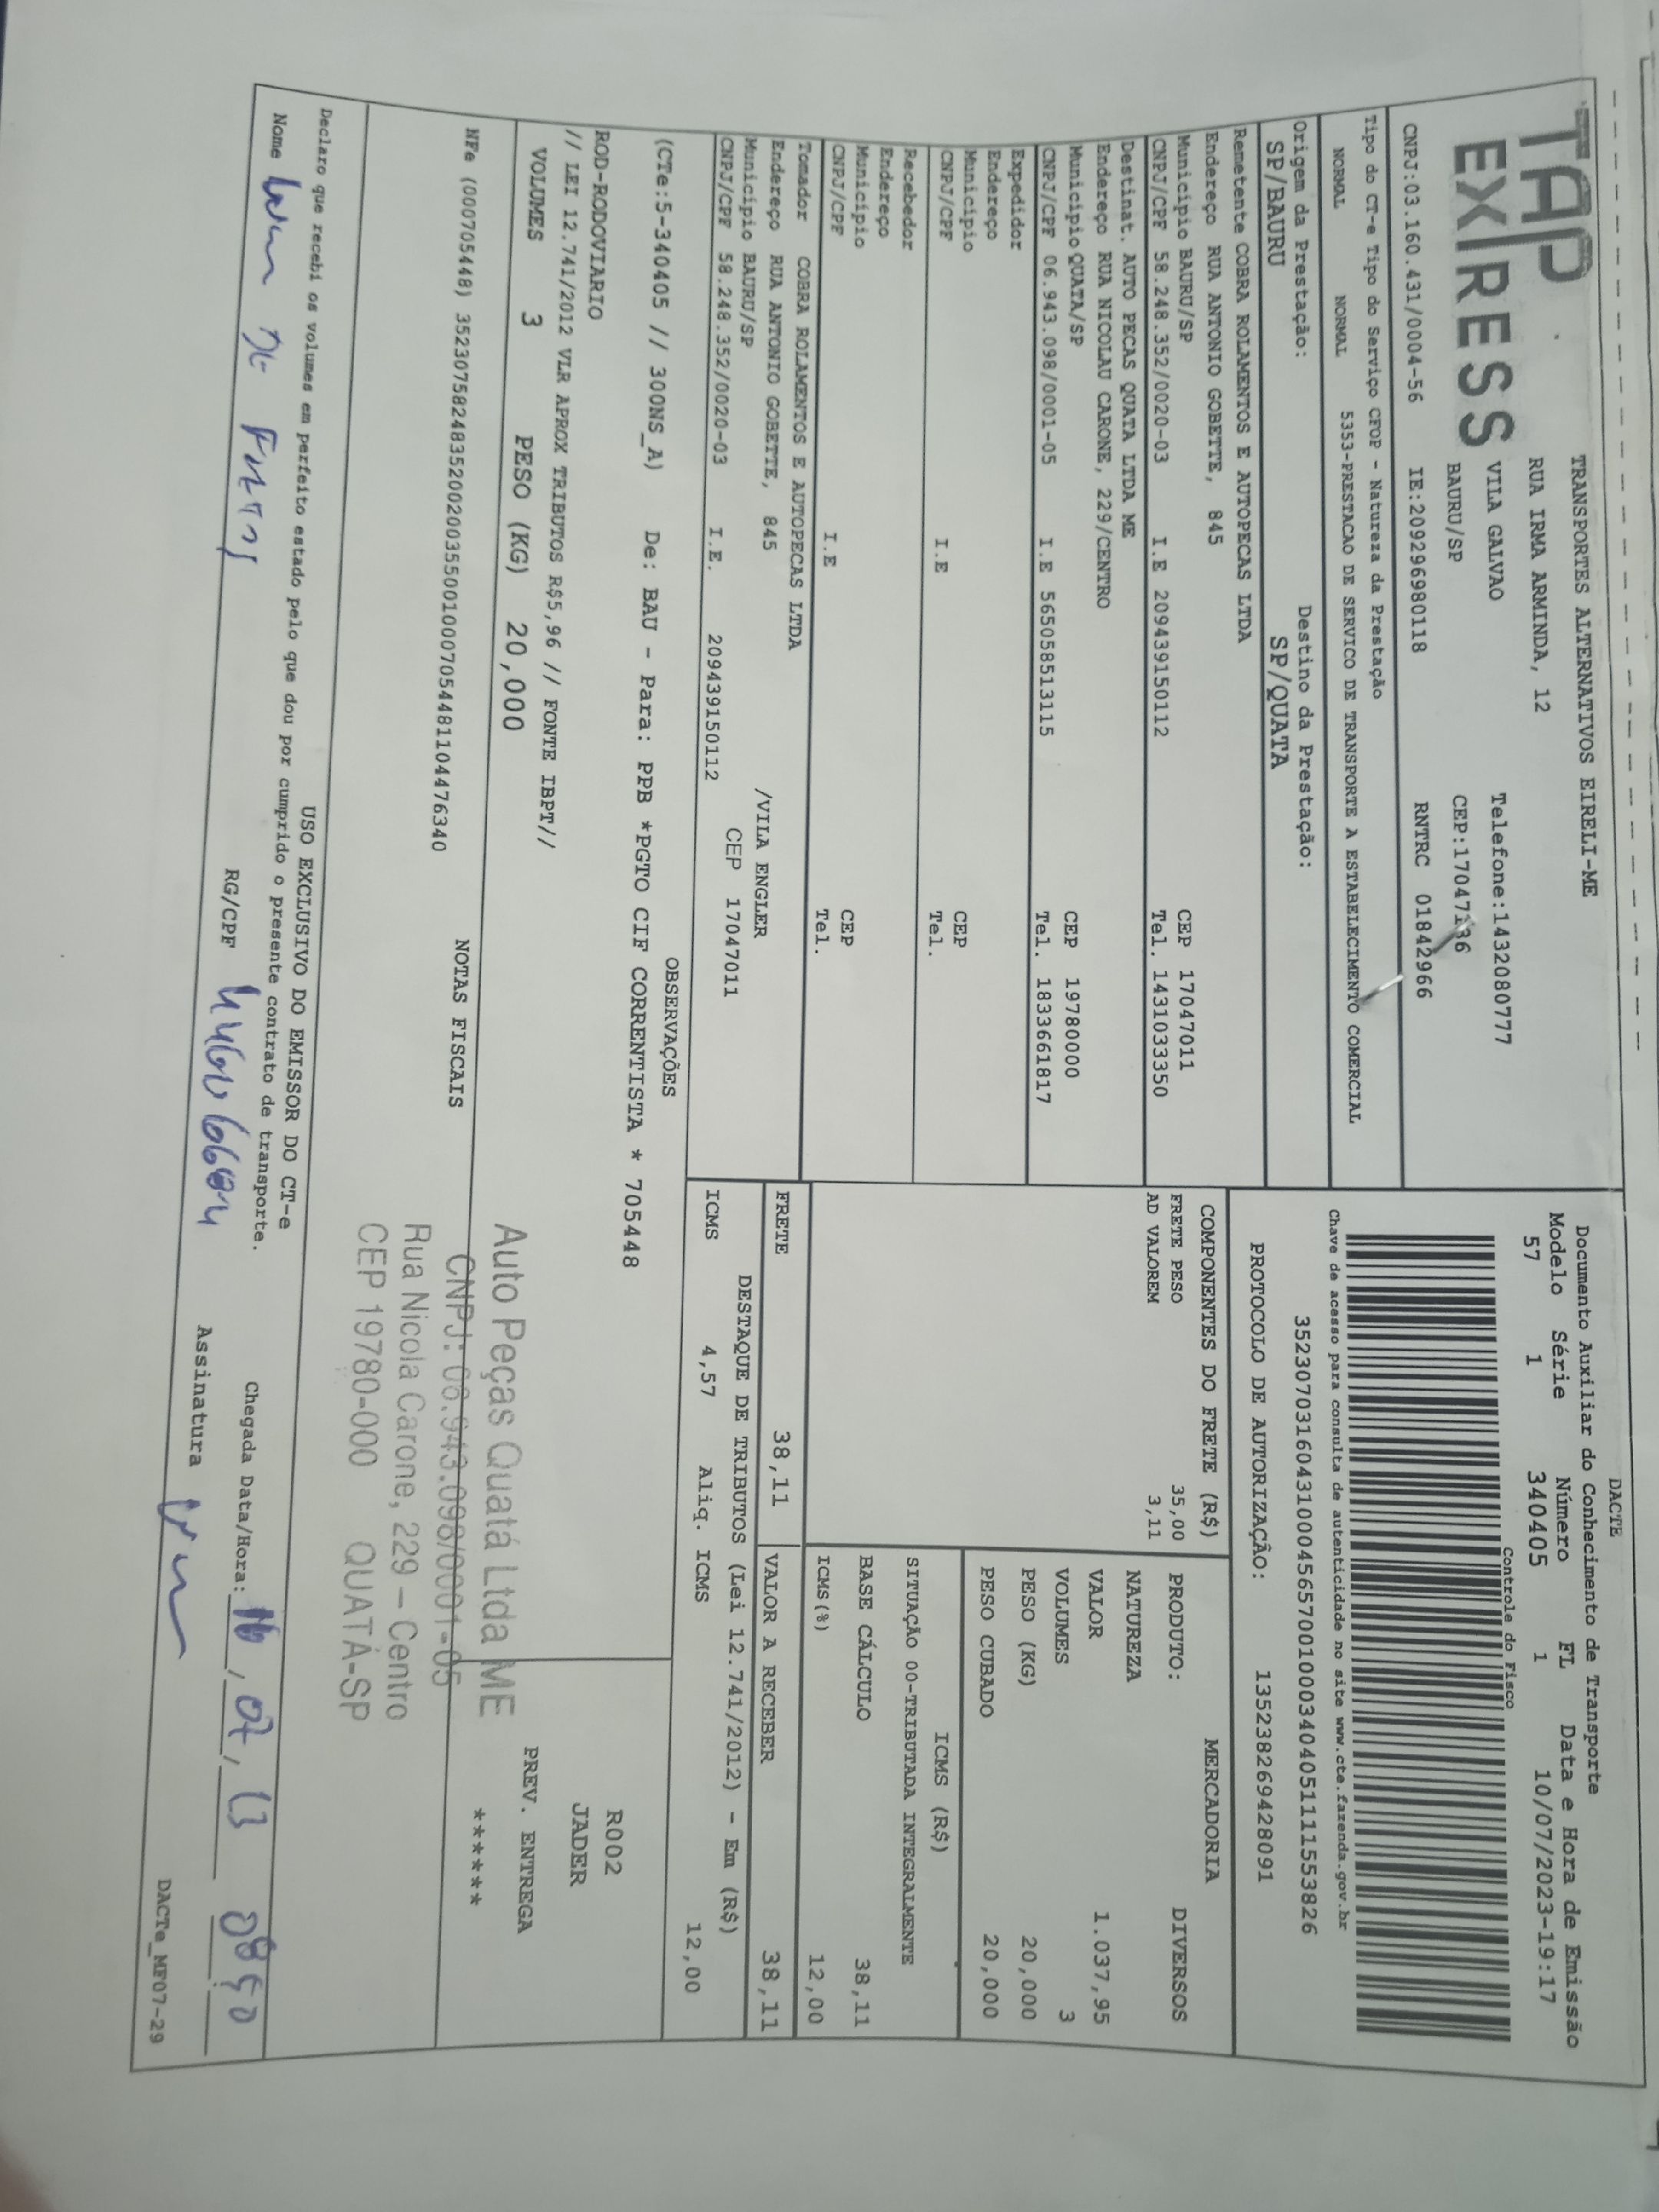 TAP
EXPRESS
TRANSPORTES ALTERNATIVOS EIRELI-ME
RUA IRMA ARMINDA, 12
VILA GALVAO Telefone:1432080777
BAURU/SP CEP:17047136
CNPJ:03.160.431/0004-56 IE:209296980118 RNTRC 01842966
DACTE
Documento Auxiliar do Conhecimento de Transporte
Modelo Série Número FL Data e Hora de Emissão
57 1 340405 1 10/07/2023-19:17
Controle do Fisco
Chave de acesso para consulta de autenticidade no site www.cte.fazenda.gov.br
35230703160431000456570010003404051111553826
PROTOCOLO DE AUTORIZAÇÃO: 135238269428091
Tipo do CT-e Tipo do Serviço CFOP - Natureza da Prestação
NORMAL NORMAL 5353-PRESTACAO DE SERVICO DE TRANSPORTE A ESTABELECIMENTO COMERCIAL
Origem da Prestação: Destino da Prestação:
SP/BAURU SP/QUATA
Remetente COBRA ROLAMENTOS E AUTOPECAS LTDA
Endereço RUA ANTONIO GOBETTE, 845
Município BAURU/SP CEP 17047011
CNPJ/CPF 58.248.352/0020-03 I.E 209439150112 Tel. 1431033350
Destinat. AUTO PECAS QUATA LTDA ME
Endereço RUA NICOLAU CARONE, 229/CENTRO
Município QUATA/SP CEP 19780000
CNPJ/CPF 06.943.098/0001-05 I.E 565058513115 Tel. 1833661817
Expedidor
Endereço
Município CEP
CNPJ/CPF I.E Tel.
Recebedor
Endereço
Município CEP
CNPJ/CPF I.E Tel.
Tomador COBRA ROLAMENTOS E AUTOPECAS LTDA
Endereço RUA ANTONIO GOBETTE, 845 /VILA ENGLER
Município BAURU/SP CEP 17047011
CNPJ/CPF 58.248.352/0020-03 I.E. 209439150112
COMPONENTES DO FRETE (R$)
FRETE PESO 35,00
AD VALOREM 3,11
MERCADORIA
PRODUTO: DIVERSOS
NATUREZA
VALOR 1.037,95
VOLUMES 3
PESO (KG) 20,000
PESO CUBADO 20,000
ICMS (R$)
SITUAÇÃO 00-TRIBUTADA INTEGRALMENTE
BASE CÁLCULO 38,11
ICMS(%) 12,00
FRETE 38,11 VALOR A RECEBER 38,11
DESTAQUE DE TRIBUTOS (Lei 12.741/2012) - Em (R$)
ICMS 4,57 Aliq. ICMS 12,00
OBSERVAÇÕES
(CTe:5-340405 // 300NS_A) De: BAU - Para: PPB *PGTO CIF CORRENTISTA * 705448
ROD-RODOVIARIO
// LEI 12.741/2012 VLR APROX TRIBUTOS R$5,96 // FONTE IBPT//
VOLUMES 3 PESO (KG) 20,000
R002
JADER
PREV. ENTREGA
*******
NOTAS FISCAIS
NFe (000705448) 35230758248352002003550010007054481104476340
Auto Peças Quatá Ltda ME
CNPJ: 06.943.098/0001-05
Rua Nicola Carone, 229 – Centro
CEP 19780-000 QUATÁ-SP
USO EXCLUSIVO DO EMISSOR DO CT-e
Declaro que recebi os volumes em perfeito estado pelo que dou por cumprido o presente contrato de transporte.
Nome RG/CPF Assinatura Chegada Data/Hora:
DACTe_MF07-29